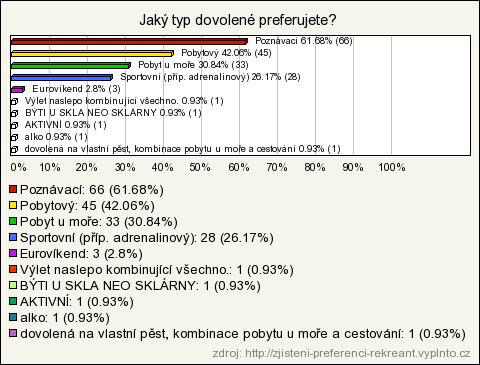 Jaký typ dovolené preferujete?
Poznávací 61.68% (66)
Pobytový 42.06% (45)
Pobyt u moře 30.84% (33)
Sportovní (příp. adrenalinový) 26.17% (28)
Eurovíkend 2.8% (3)
Výlet naslepo kombinující všechno. 0.93% (1)
BÝTI U SKLA NEO SKLÁRNY 0.93% (1)
AKTIVNÍ 0.93% (1)
alko 0.93% (1)
dovolená na vlastní pěst, kombinace pobytu u moře a cestování 0.93% (1)
0% 10% 20% 30% 40% 50% 60% 70% 80% 90% 100%
Poznávací: 66 (61.68%)
Pobytový: 45 (42.06%)
Pobyt u moře: 33 (30.84%)
Sportovní (příp. adrenalinový): 28 (26.17%)
Eurovíkend: 3 (2.8%)
Výlet naslepo kombinující všechno.: 1 (0.93%)
BÝTI U SKLA NEO SKLÁRNY: 1 (0.93%)
AKTIVNÍ: 1 (0.93%)
alko: 1 (0.93%)
dovolená na vlastní pěst, kombinace pobytu u moře a cestování: 1 (0.93%)
zdroj: http://zjisteni-preferenci-rekreant.vyplnto.cz